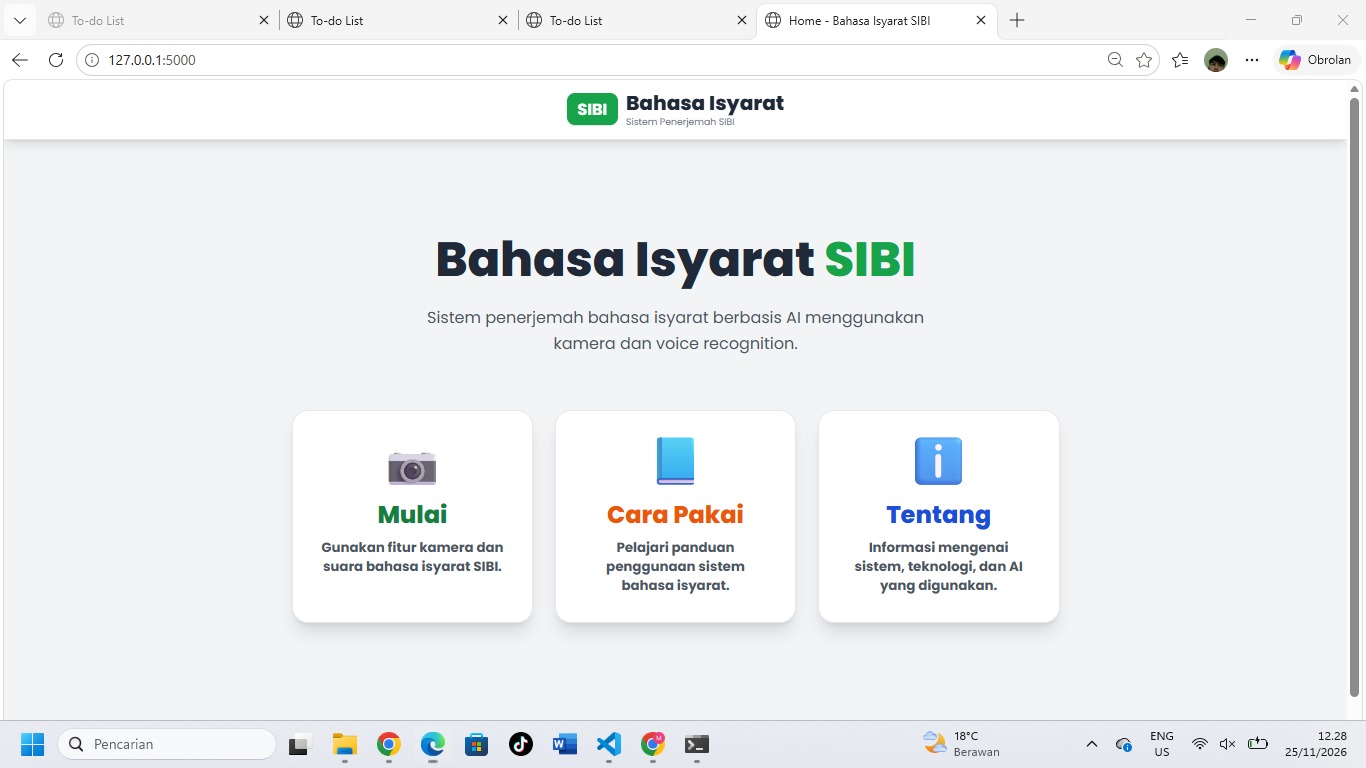 To-do List
To-do List
To-do List
Home - Bahasa Isyarat SIBI
127.0.0.1:5000
Obrolan
SIBI
Bahasa Isyarat
Sistem Penerjemah SIBI
Bahasa Isyarat SIBI
Sistem penerjemah bahasa isyarat berbasis AI menggunakan
kamera dan voice recognition.
Mulai
Gunakan fitur kamera dan
suara bahasa isyarat SIBI.
Cara Pakai
Pelajari panduan
penggunaan sistem
bahasa isyarat.
Tentang
Informasi mengenai
sistem, teknologi, dan AI
yang digunakan.
Pencarian
18°C
Berawan
ENG
US
12.28
25/11/2026